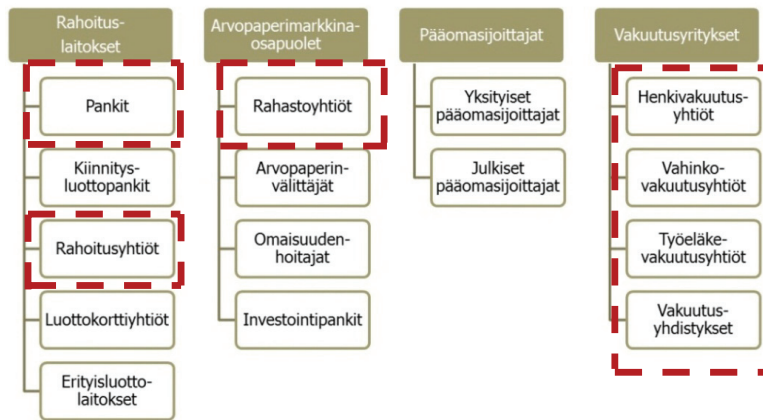 Rahoitus-
laitokset
Pankit
Kiinnitys-
luottopankit
Rahoitusyhtiöt
Luottokorttiyhtiöt
Erityisluotto-
laitokset
Arvopaperimarkkina-
osapuolet
Rahastoyhtiöt
Arvopaperin-
välittäjät
Omaisuuden-
hoitajat
Investointipankit
Pääomasijoittajat
Yksityiset
pääomasijoittajat
Julkiset
pääomasijoittajat
Vakuutusyritykset
Henkivakuutus-
yhtiöt
Vahinko-
vakuutusyhtiöt
Työeläke-
vakuutusyhtiöt
Vakuutus-
yhdistykset